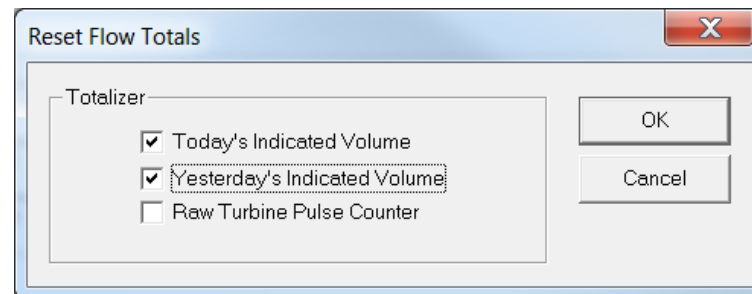 Reset Flow Totals
Totalizer
Today's Indicated Volume
Yesterday's Indicated Volume
Raw Turbine Pulse Counter
OK
Cancel